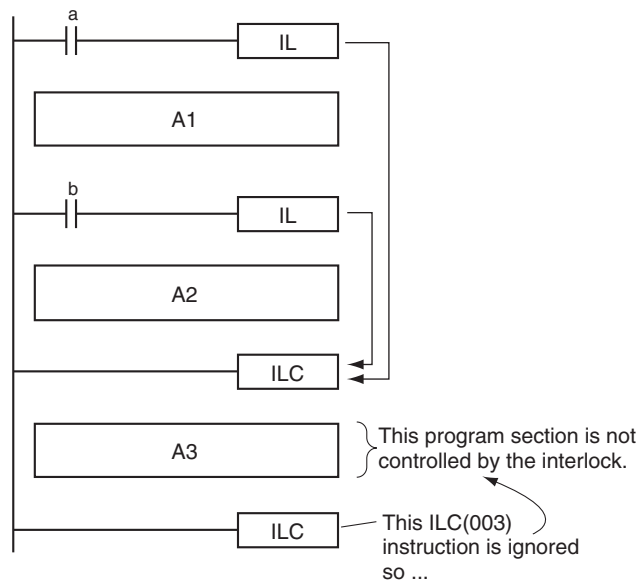 a
IL
A1
b
IL
A2
ILC
A3
This program section is not
controlled by the interlock.
ILC
This ILC(003)
instruction is ignored
so ...